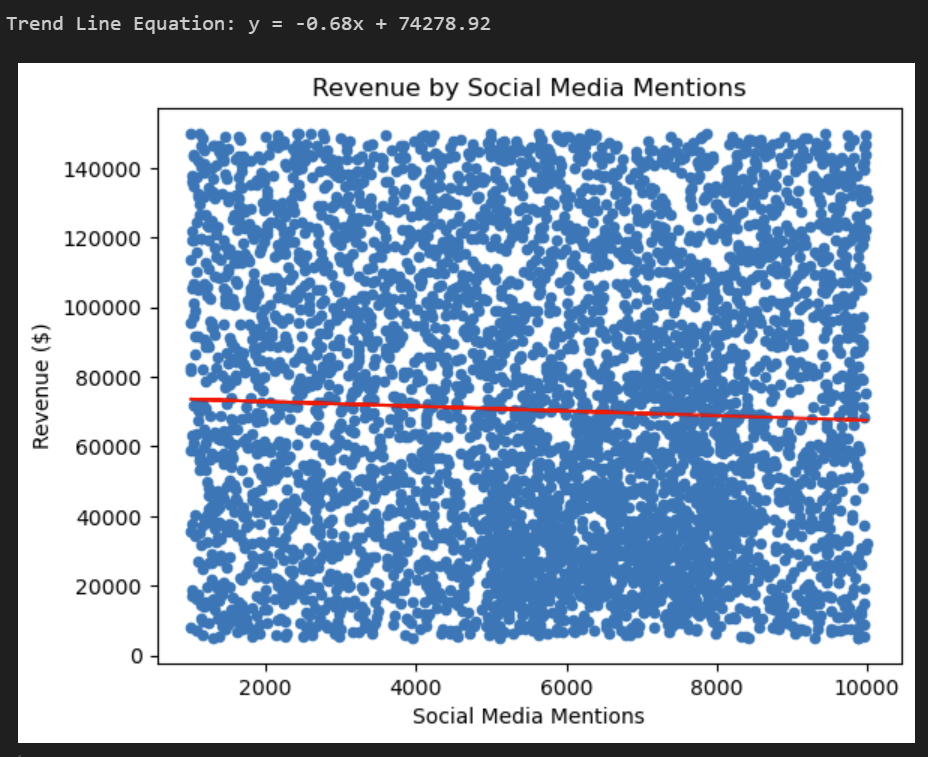 Trend Line Equation: y = -0.68x + 74278.92
Revenue by Social Media Mentions
140000
120000
100000
80000
60000
40000
20000
0
Revenue ($)
2000 4000 6000 8000 10000
Social Media Mentions